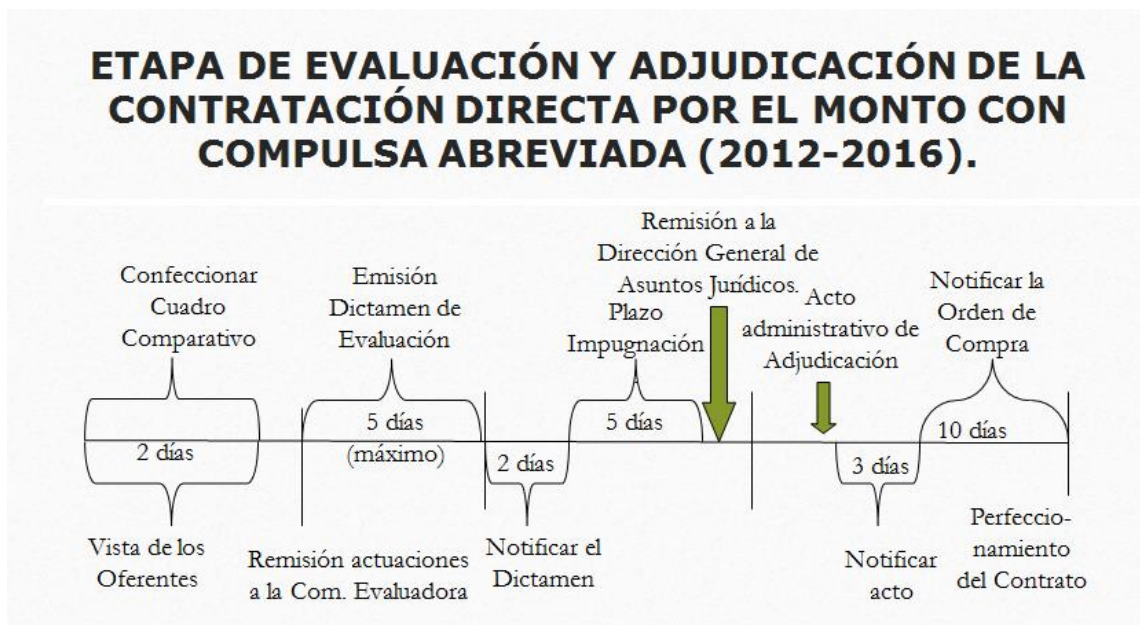 ETAPA DE EVALUACIÓN Y ADJUDICACIÓN DE LA
CONTRATACIÓN DIRECTA POR EL MONTO CON
COMPULSA ABREVIADA (2012-2016).
Confeccionar
Cuadro
Comparativo
2 días
Vista de los
Oferentes
Emisión
Dictamen de
Evaluación
5 días
(máximo)
Remisión actuaciones
a la Com. Evaluadora
2 días
Notificar el
Dictamen
Plazo
Impugnación
5 días
Remisión a la
Dirección General de
Asuntos Jurídicos.
Acto
administrativo de
Adjudicación
3 días
Notificar
acto
Notificar la
Orden de
Compra
10 días
Perfeccio-
namiento
del Contrato